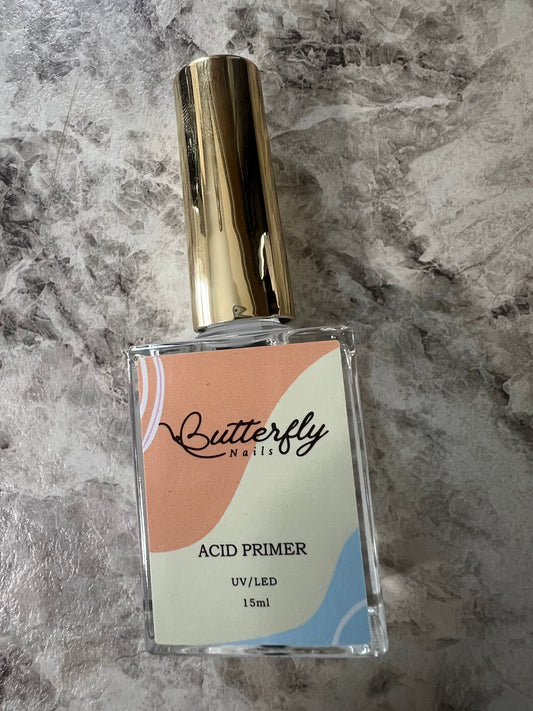 Butterfly
Nails
ACID PRIMER
UV/LED
15ml